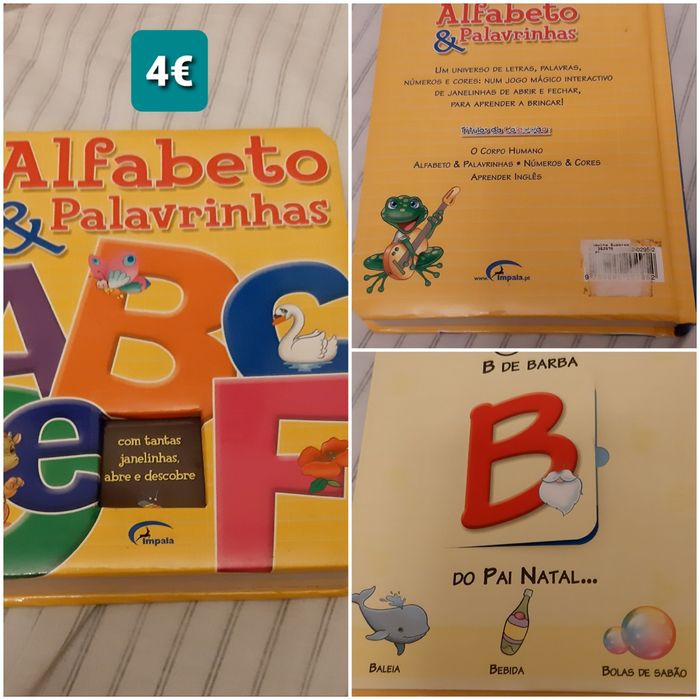 4€
Alfabeto
& Palavrinhas
A B C
e F
com tantas
janelinhas,
abre e descobre
Impala
Alfabeto
& Palavrinhas
UM UNIVERSO DE LETRAS, PALAVRAS,
NÚMEROS E CORES: NUM JOGO MÁGICO INTERACTIVO
DE JANELINHAS DE ABRIR E FECHAR,
PARA APRENDER A BRINCAR!
Títulos da
O CORPO HUMANO
ALFABETO & PALAVRINHAS • NÚMEROS & CORES
APRENDER INGLÊS
www.Impala.pt
B DE BARBA
B
DO PAI NATAL...
BALEIA
BEBIDA
BOLAS DE SABÃO